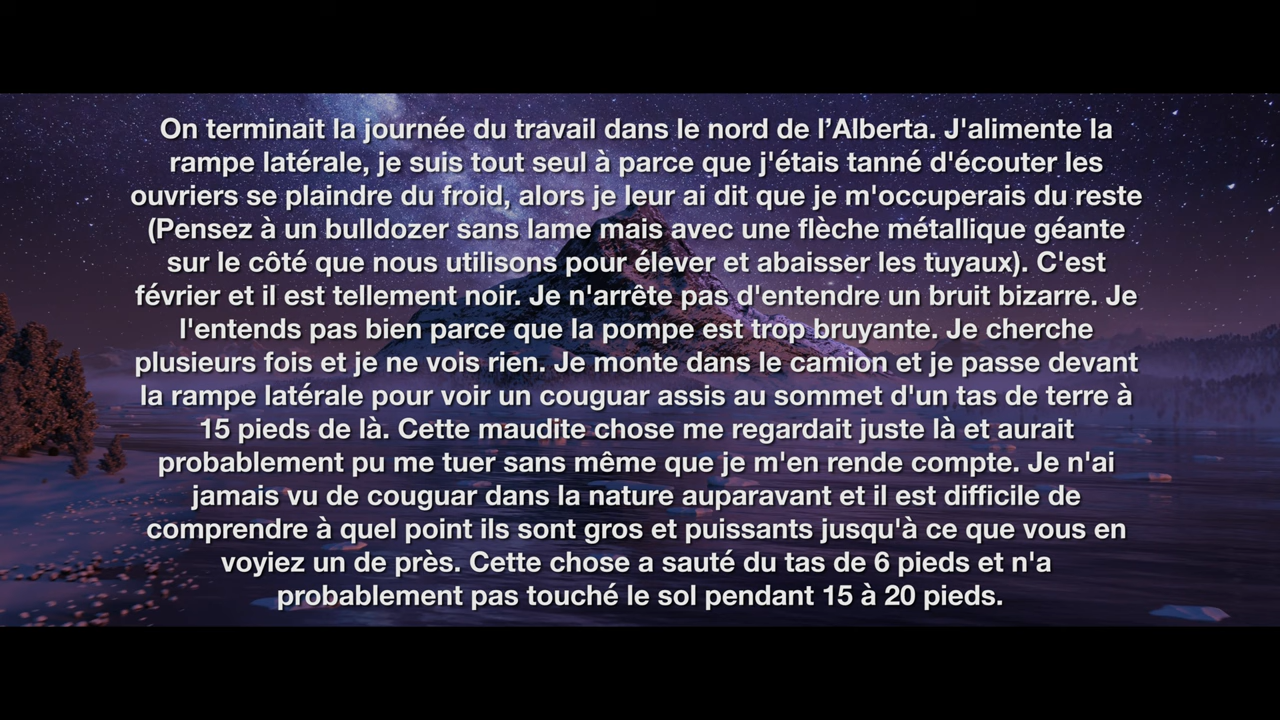 On terminait la journée du travail dans le nord de l’Alberta. J'alimente la
rampe latérale, je suis tout seul à parce que j'étais tanné d'écouter les
ouvriers se plaindre du froid, alors je leur ai dit que je m'occuperais du reste
(Pensez à un bulldozer sans lame mais avec une flèche métallique géante
sur le côté que nous utilisons pour élever et abaisser les tuyaux). C'est
février et il est tellement noir. Je n'arrête pas d'entendre un bruit bizarre. Je
l'entends pas bien parce que la pompe est trop bruyante. Je cherche
plusieurs fois et je ne vois rien. Je monte dans le camion et je passe devant
la rampe latérale pour voir un couguar assis au sommet d'un tas de terre à
15 pieds de là. Cette maudite chose me regardait juste là et aurait
probablement pu me tuer sans même que je m'en rende compte. Je n'ai
jamais vu de couguar dans la nature auparavant et il est difficile de
comprendre à quel point ils sont gros et puissants jusqu'à ce que vous en
voyiez un de près. Cette chose a sauté du tas de 6 pieds et n'a
probablement pas touché le sol pendant 15 à 20 pieds.